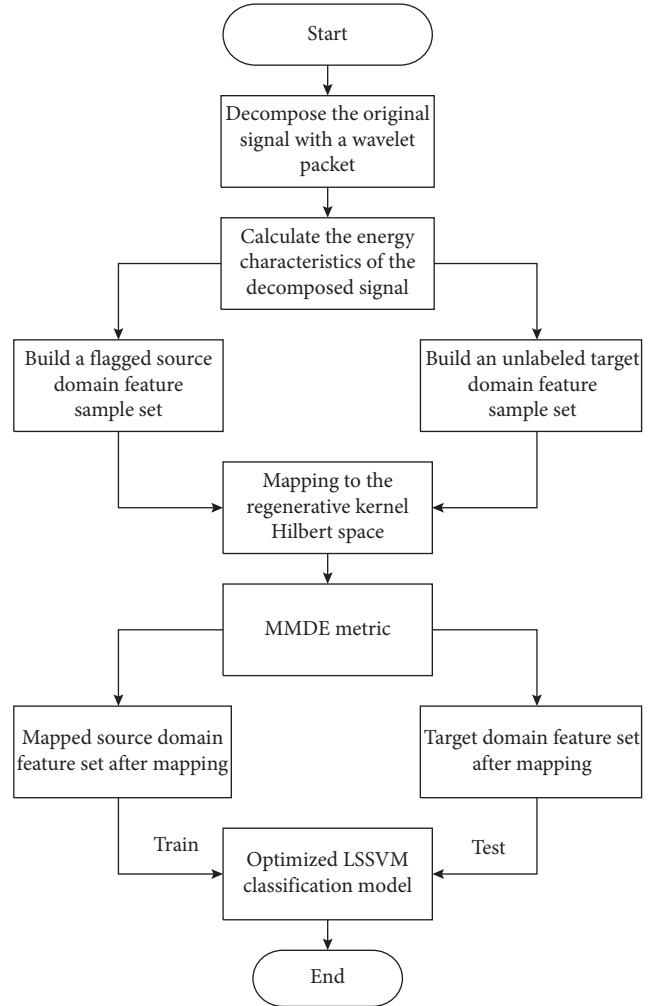 Start
Decompose the original
signal with a wavelet
packet
Calculate the energy
characteristics of the
decomposed signal
Build a flagged source
domain feature
sample set
Build an unlabeled target
domain feature
sample set
Mapping to the
regenerative kernel
Hilbert space
MMDE metric
Mapped source domain
feature set after mapping
Target domain feature set
after mapping
Train
Test
Optimized LSSVM
classification model
End